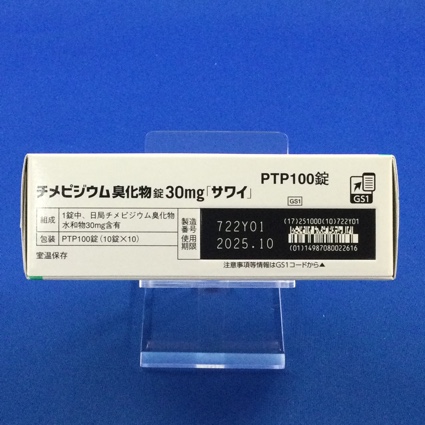 PTP100錠
チメピジウム臭化物錠30mg「サワイ」
GS1
GS1
組成 1錠中、日局チメピジウム臭化物水和物30mg含有
包装 PTP100錠(10錠×10)
室温保存
製造番号 722Y01
使用期限 2025.10
(17)251000(10)722Y01
(01)14987080022616
注意事項等情報はGS1コードから▲